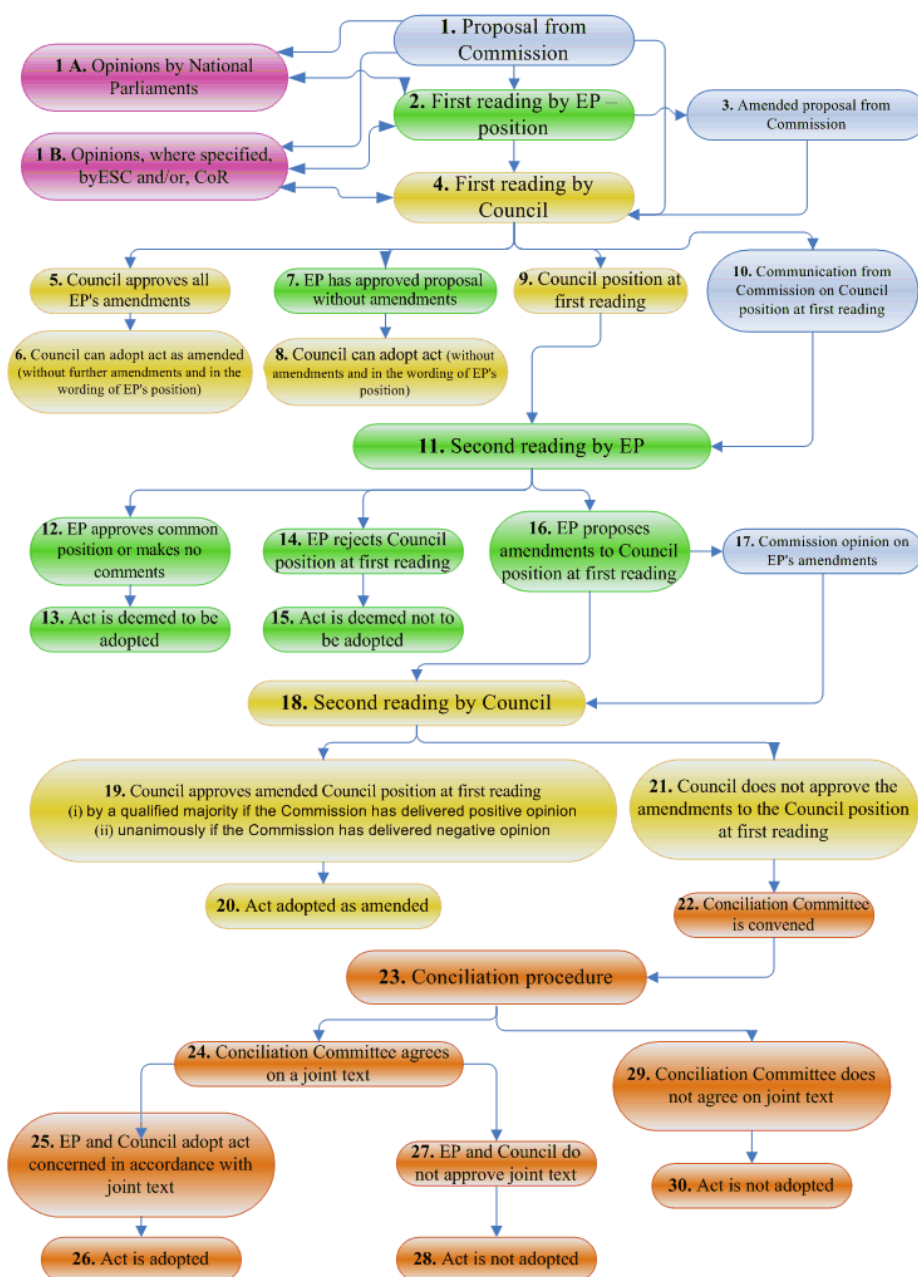 1. Proposal from
Commission
1 A. Opinions by National
Parliaments
2. First reading by EP –
position
3. Amended proposal from
Commission
1 B. Opinions, where specified,
byESC and/or, CoR
4. First reading by
Council
5. Council approves all
EP's amendments
7. EP has approved proposal
without amendments
9. Council position at
first reading
10. Communication from
Commission on Council
position at first reading
6. Council can adopt act as amended
(without further amendments and in the
wording of EP's position)
8. Council can adopt act (without
amendments and in the wording of EP's
position)
11. Second reading by EP
12. EP approves common
position or makes no
comments
14. EP rejects Council
position at first reading
16. EP proposes
amendments to Council
position at first reading
17. Commission opinion on
EP's amendments
13. Act is deemed to be
adopted
15. Act is deemed not to
be adopted
18. Second reading by Council
19. Council approves amended Council position at first reading
(i) by a qualified majority if the Commission has delivered positive opinion
(ii) unanimously if the Commission has delivered negative opinion
21. Council does not approve the
amendments to the Council position
at first reading
20. Act adopted as amended
22. Conciliation Committee
is convened
23. Conciliation procedure
24. Conciliation Committee agrees
on a joint text
29. Conciliation Committee does
not agree on joint text
25. EP and Council adopt act
concerned in accordance with
joint text
27. EP and Council do
not approve joint text
30. Act is not adopted
26. Act is adopted
28. Act is not adopted